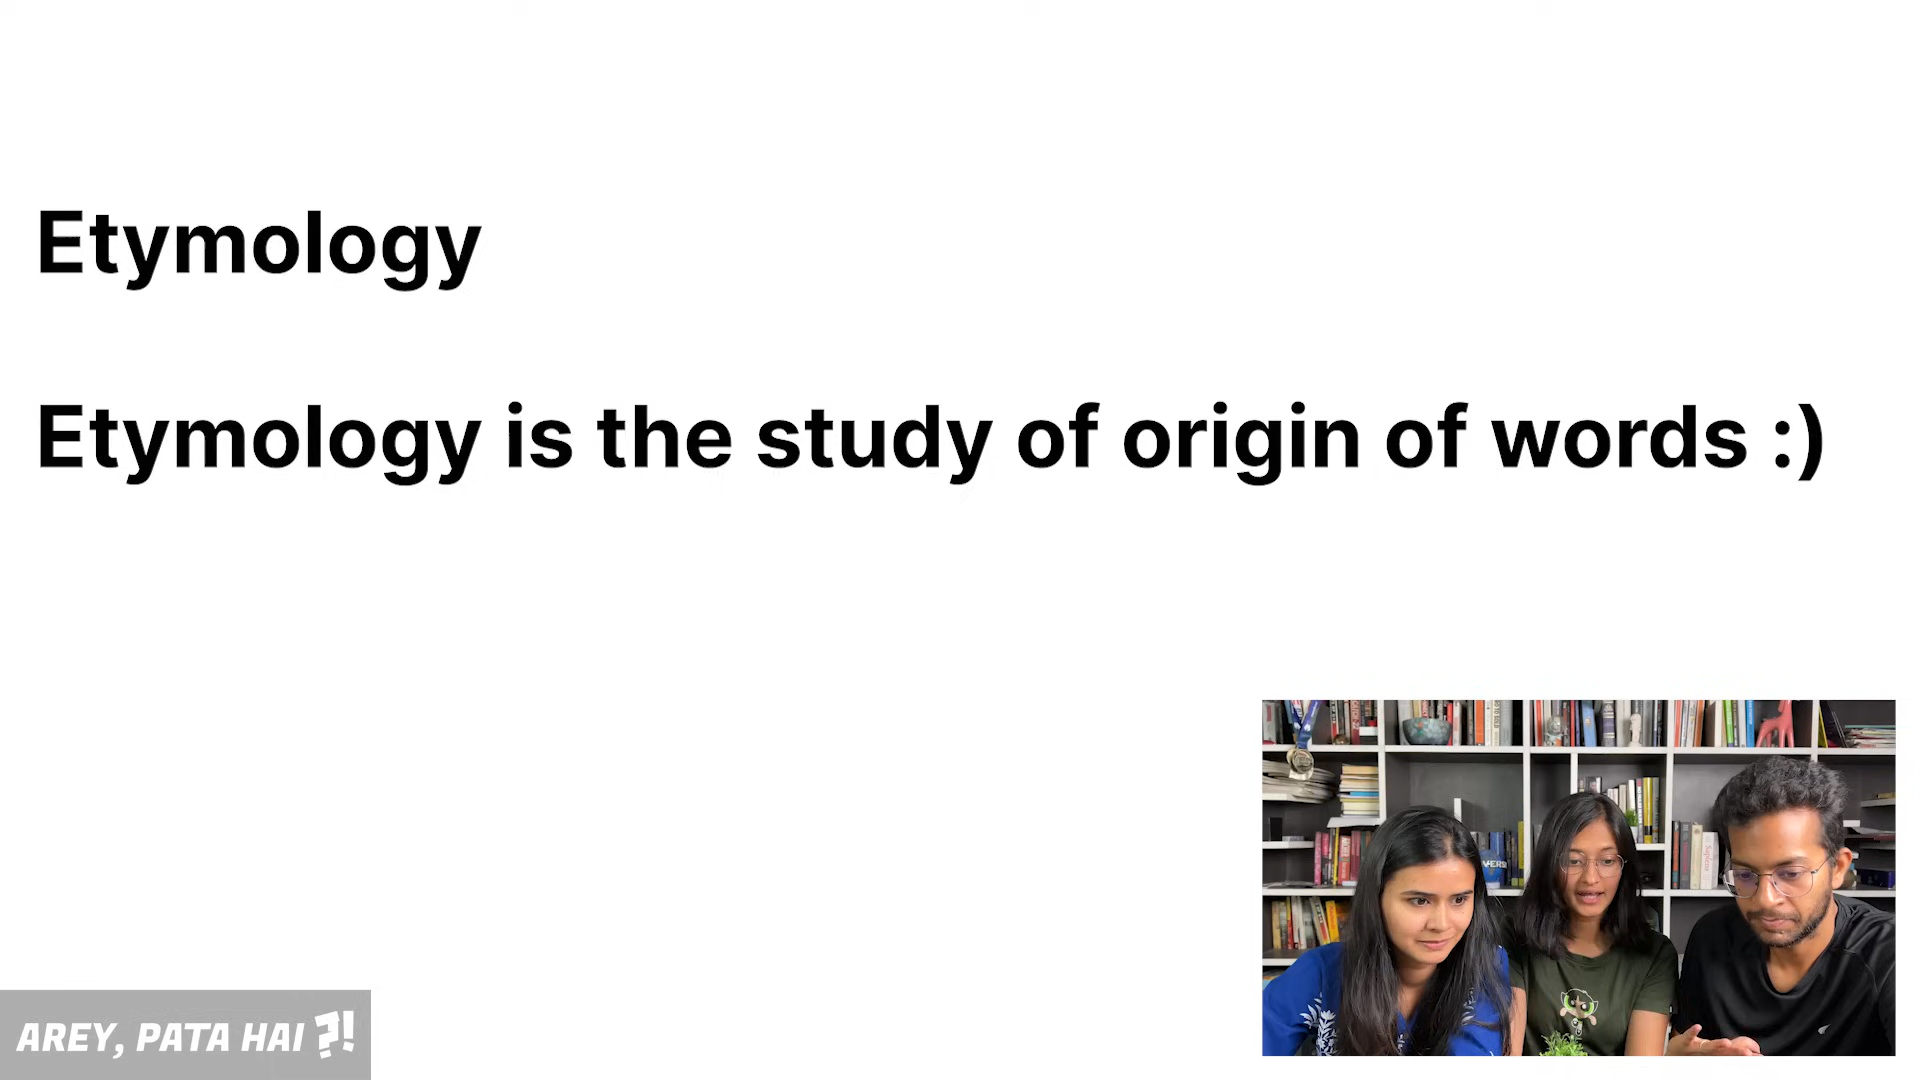 Etymology
Etymology is the study of origin of words :)
AREY, PATA HAI ?!